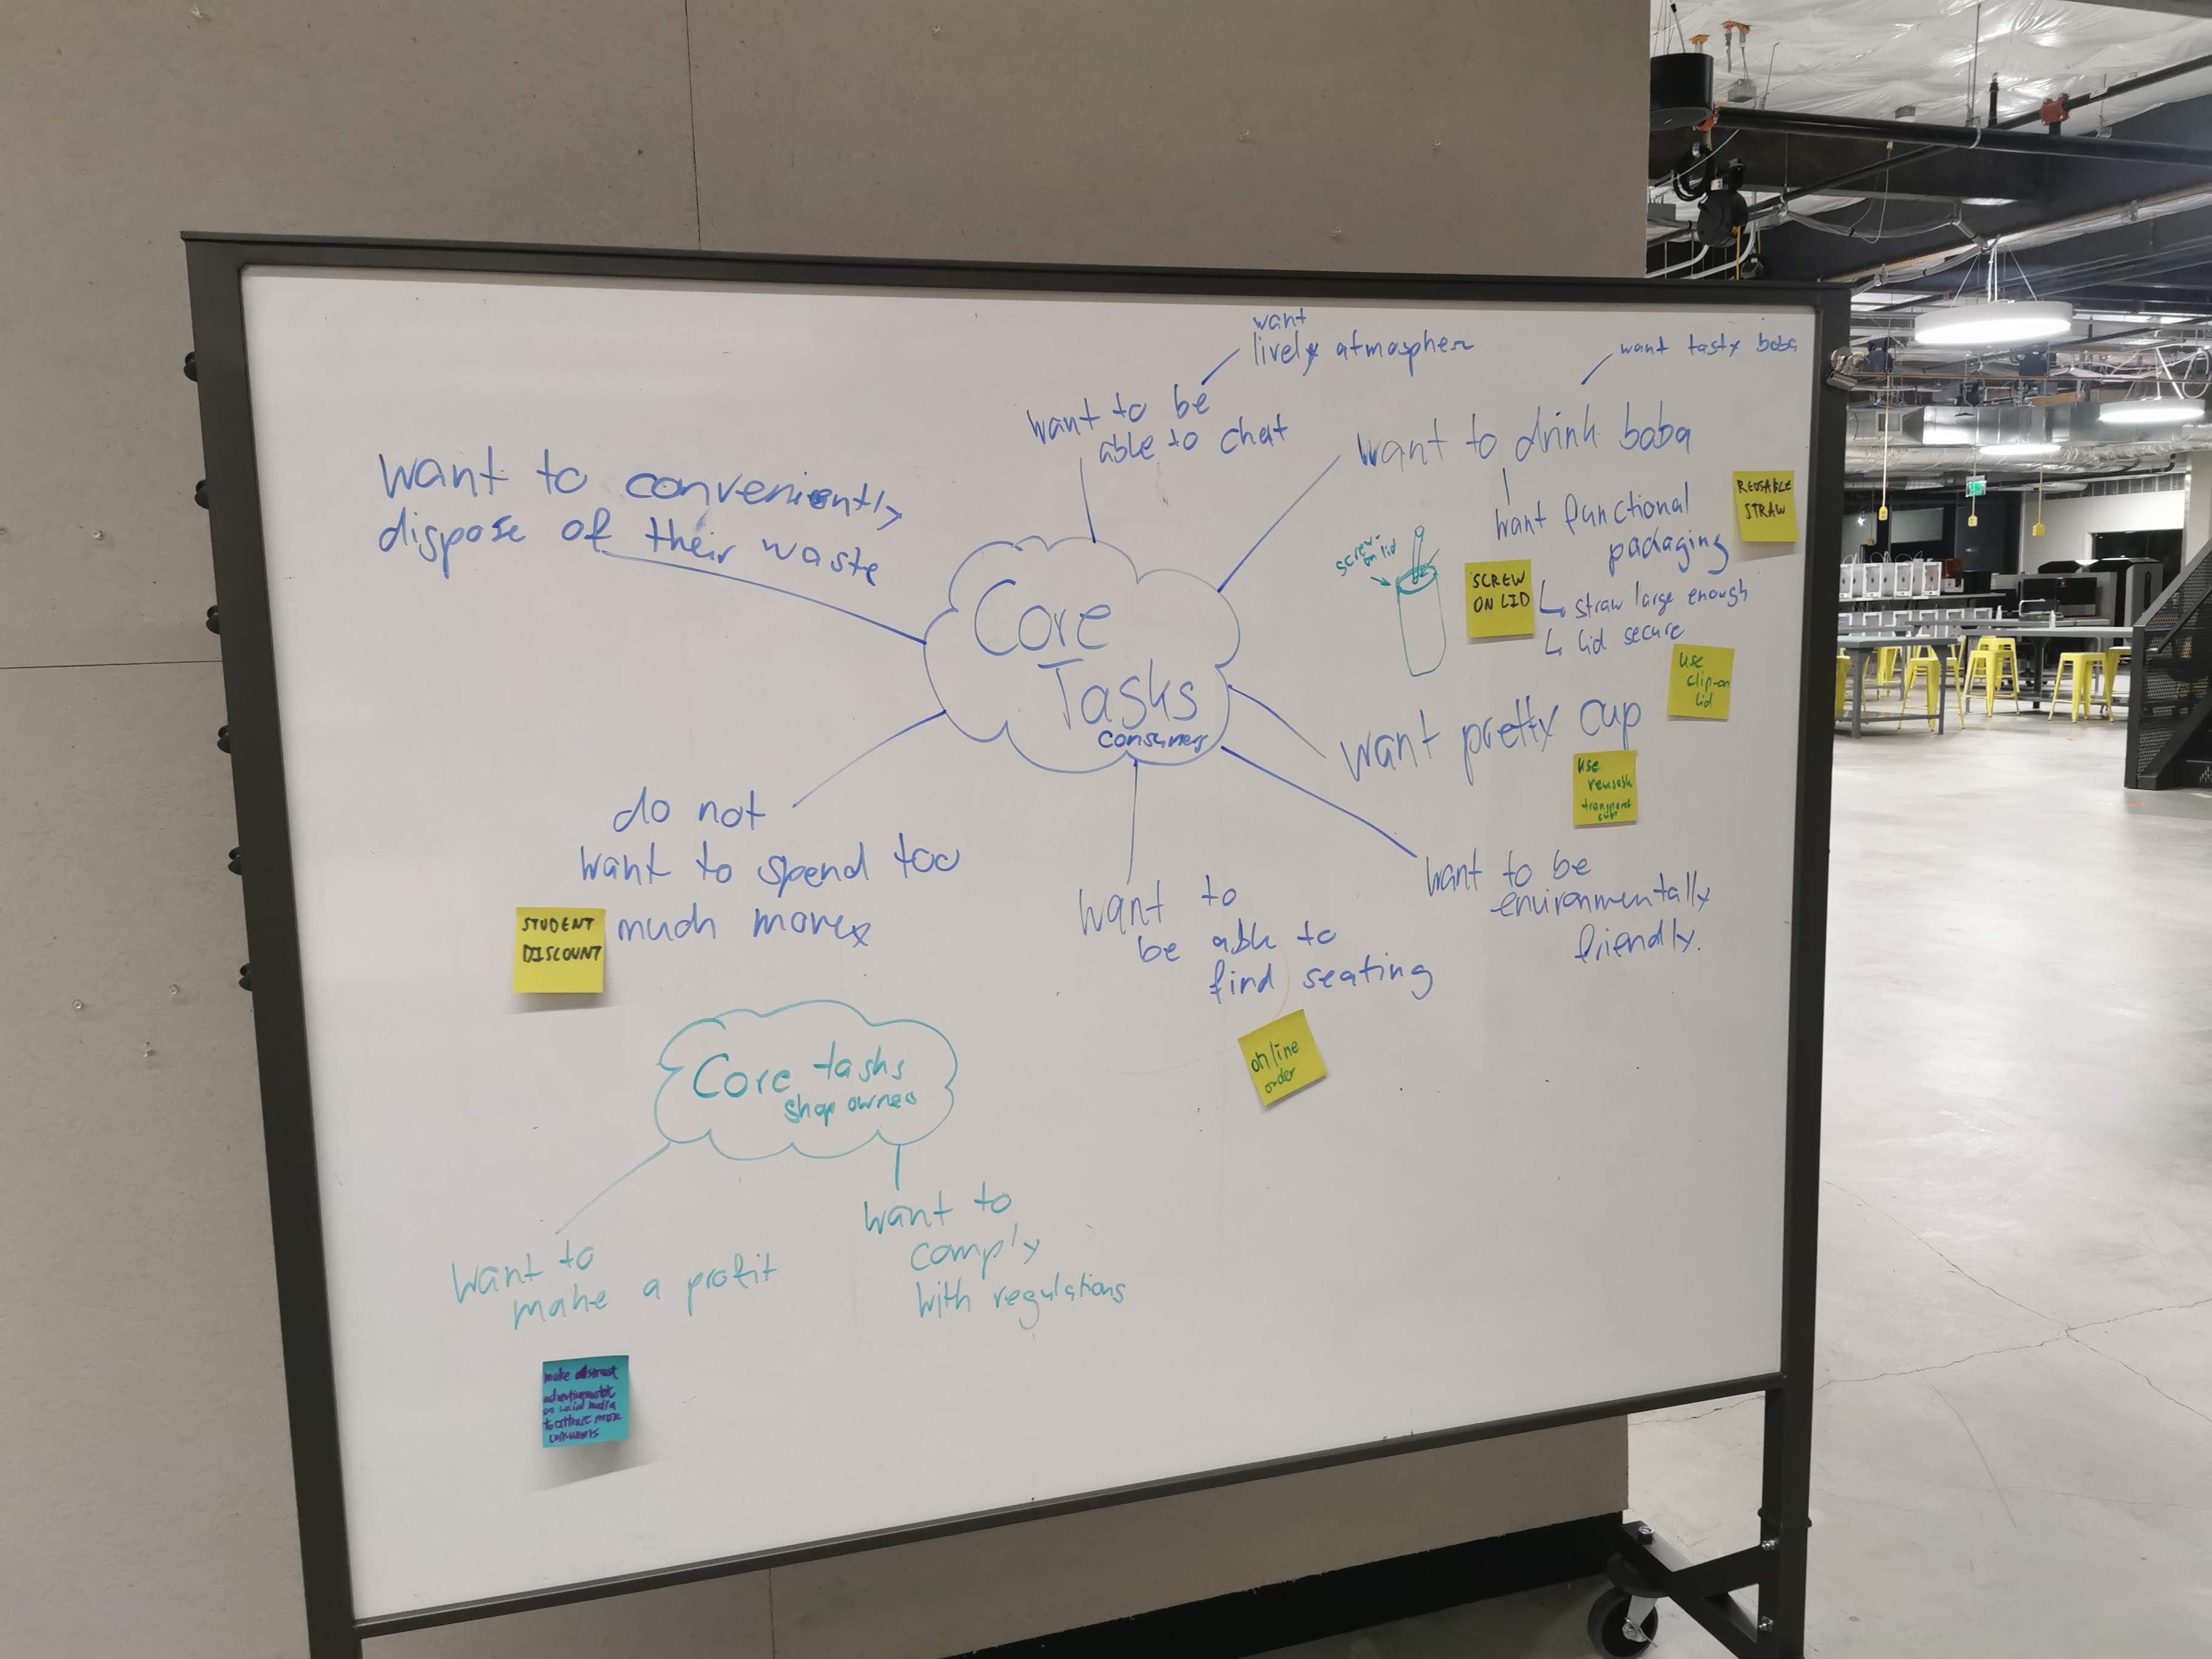 want
lively atmospher
want tasty boba
want to be
able to chat
want to drink boba
want to conveniently
dispose of their waste
want functional
packaging
REUSABLE
STRAW
screw-
on lid
SCREW
ON LID
straw large enough
lid secure
Core
Tasks
consumers
use
clip-on
lid
want pretty cup
use
reusable
transparent
cup
do not
want to spend too
much money
STUDENT
DISCOUNT
want to
be able to
find seating
want to be
environmentally
friendly.
online
order
Core tasks
shop owner
want to
make a profit
want to
comply
with regulations
make
on social media
to attract more